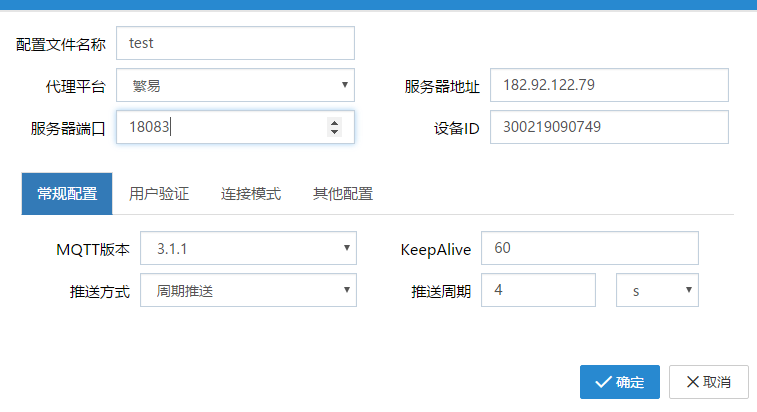 配置文件名称 test
代理平台 繁易 服务器地址 182.92.122.79
服务器端口 18083 设备ID 300219090749
常规配置 用户验证 连接模式 其他配置
MQTT版本 3.1.1 KeepAlive 60
推送方式 周期推送 推送周期 4 s
确定 取消